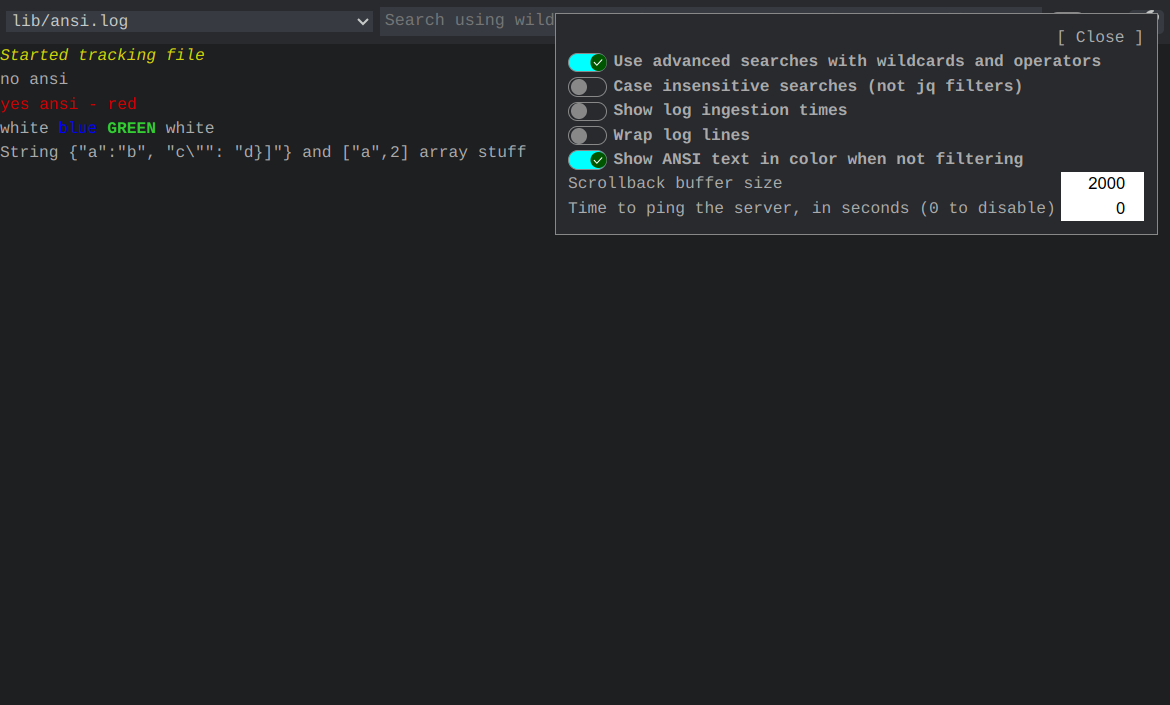 lib/ansi.log
Search using wild
[ Close ]
Use advanced searches with wildcards and operators
Case insensitive searches (not jq filters)
Show log ingestion times
Wrap log lines
Show ANSI text in color when not filtering
Scrollback buffer size 2000
Time to ping the server, in seconds (0 to disable) 0
Started tracking file
no ansi
yes ansi - red
white blue GREEN white
String {"a":"b", "c\"": "d}]"} and ["a",2] array stuff